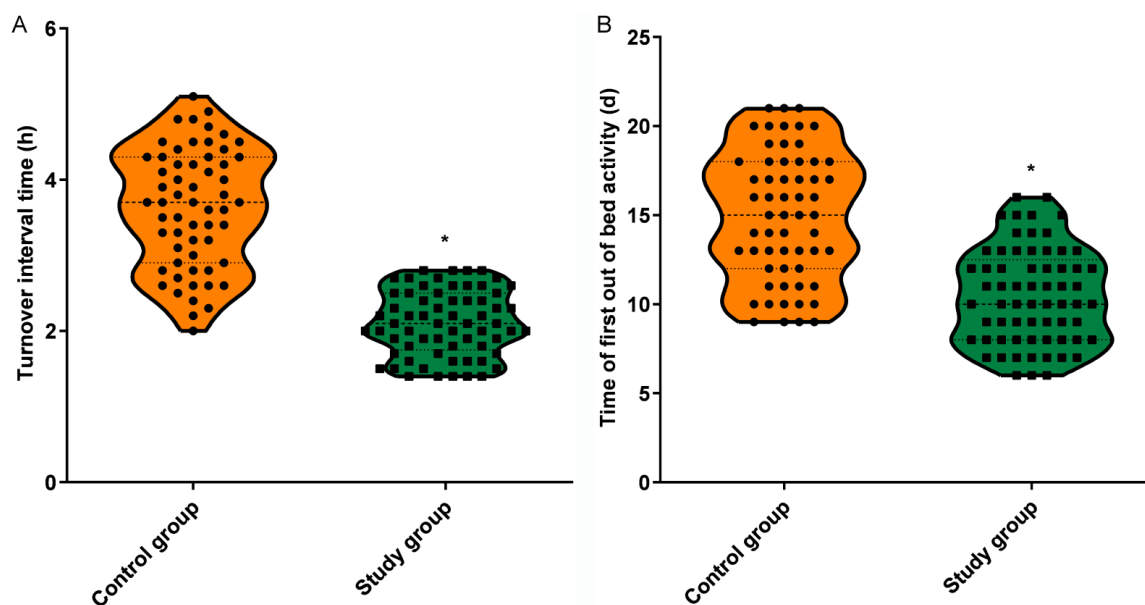 A
Turnover interval time (h)
6
4
2
0
*
Control group
Study group
B
Time of first out of bed activity (d)
25
20
15
10
5
0
*
Control group
Study group